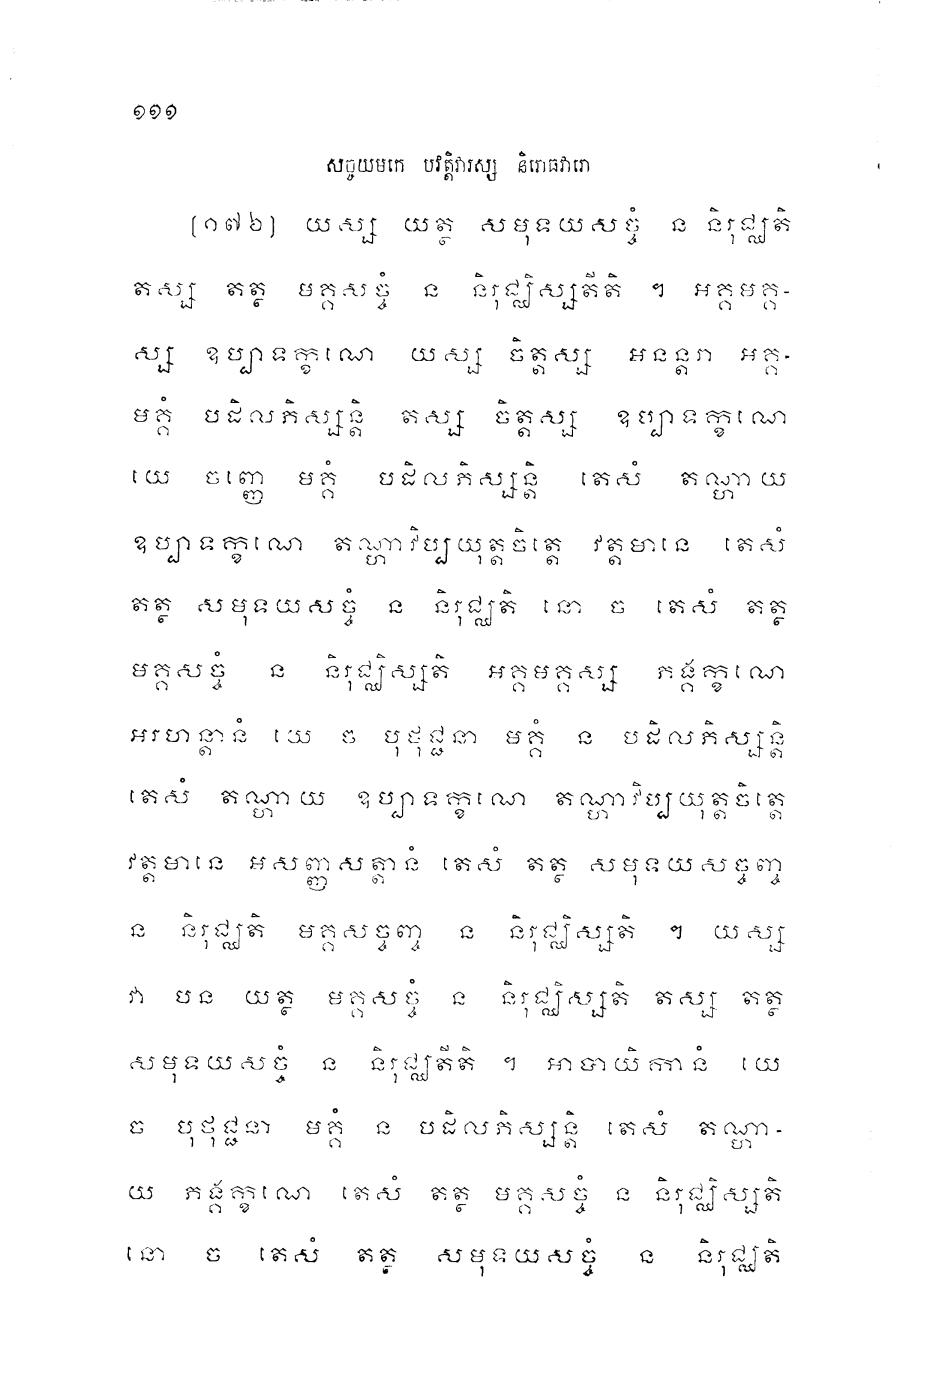 ១១១
សច្ចយមកេ បវត្តិវារស្ស និរោធវារោ
[១៧៦] យស្ស យត្ថ សមុទយសច្ចំ ន និរុជ្ឈតិ
តស្ស តត្ថ មគ្គសច្ចំ ន និរុជ្ឈិស្សតីតិ ។ អគ្គមគ្គ-
ស្ស ឧប្បាទក្ខណេ យស្ស ចិត្តស្ស អនន្តរា អគ្គ-
មគ្គំ បដិលភិស្សន្តិ តស្ស ចិត្តស្ស ឧប្បាទក្ខណេ
យេ ចញ្ញេ មគ្គំ បដិលភិស្សន្តិ តេសំ តណ្ហាយ
ឧប្បាទក្ខណេ តណ្ហាវិប្បយុត្តចិត្តេ វត្តមានេ តេសំ
តត្ថ សមុទយសច្ចំ ន និរុជ្ឈតិ នោ ច តេសំ តត្ថ
មគ្គសច្ចំ ន និរុជ្ឈិស្សតិ អគ្គមគ្គស្ស ភង្គក្ខណេ
អរហន្តានំ យេ ច បុថុជ្ជនា មគ្គំ ន បដិលភិស្សន្តិ
តេសំ តណ្ហាយ ឧប្បាទក្ខណេ តណ្ហាវិប្បយុត្តចិត្តេ
វត្តមានេ អសញ្ញសត្តានំ តេសំ តត្ថ សមុទយសច្ចញ្ច
ន និរុជ្ឈតិ មគ្គសច្ចញ្ច ន និរុជ្ឈិស្សតិ ។ យស្ស
វា បន យត្ថ មគ្គសច្ចំ ន និរុជ្ឈិស្សតិ តស្ស តត្ថ
សមុទយសច្ចំ ន និរុជ្ឈតីតិ ។ អាបាយិកានំ យេ
ច បុថុជ្ជនា មគ្គំ ន បដិលភិស្សន្តិ តេសំ តណ្ហា-
យ ភង្គក្ខណេ តេសំ តត្ថ មគ្គសច្ចំ ន និរុជ្ឈិស្សតិ
នោ ច តេសំ តត្ថ សមុទយសច្ចំ ន និរុជ្ឈតិ